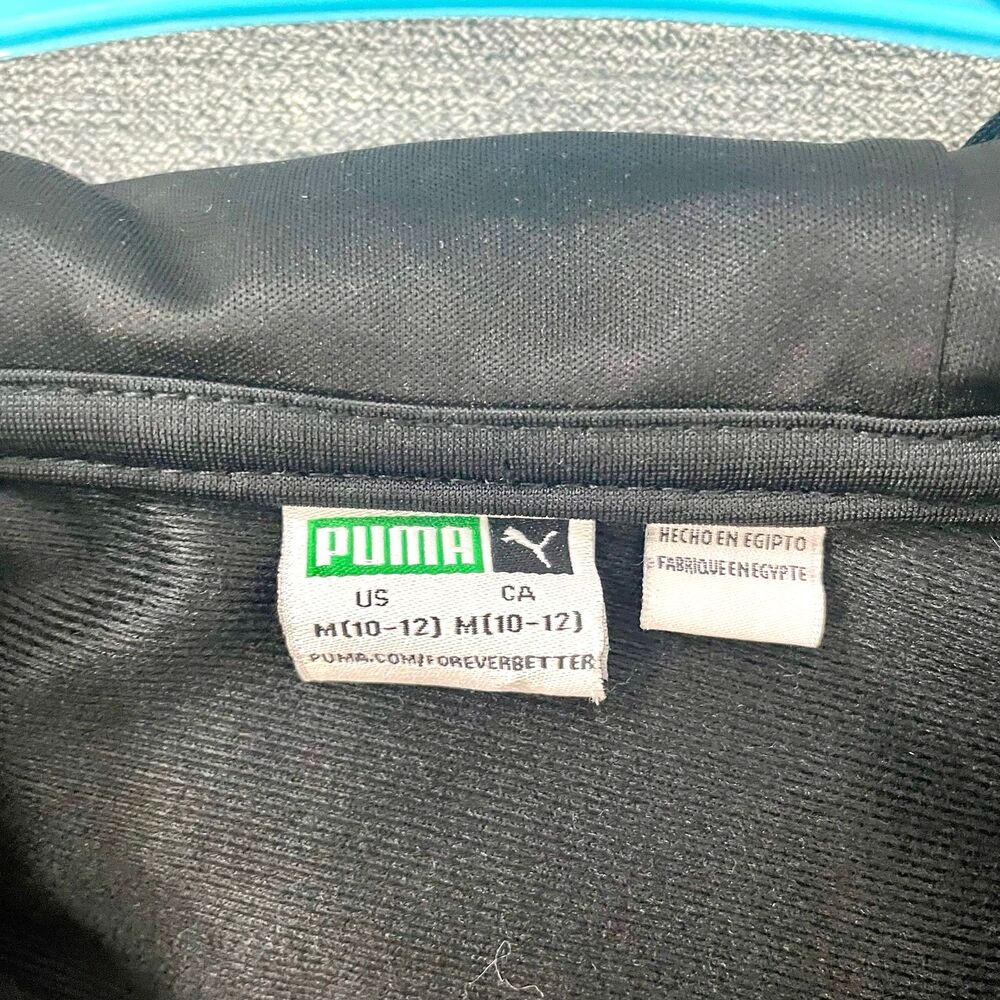 PUMA
US CA
M(10-12) M(10-12)
PUMA.COM/FOREVERBETTER
HECHO EN EGIPTO
FABRIQUE EN EGYPTE